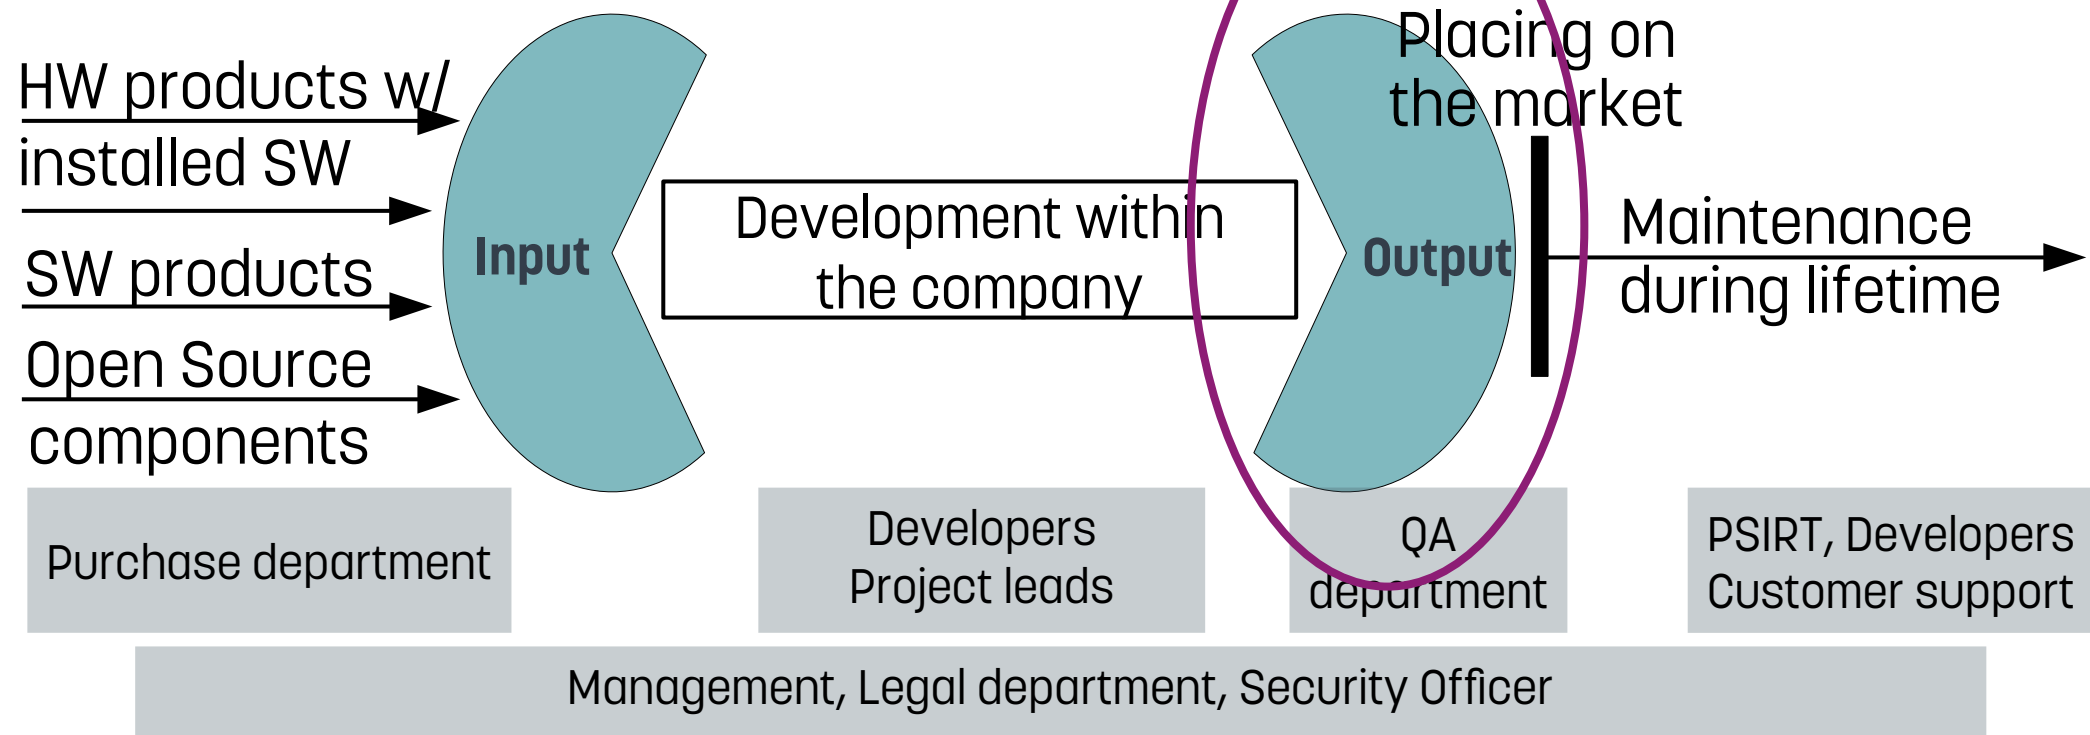 HW products w/
installed SW
SW products
Open Source
components
Input
Development within
the company
Output
Placing on
the market
Maintenance
during lifetime
Purchase department
Developers
Project leads
QA
department
PSIRT, Developers
Customer support
Management, Legal department, Security Officer